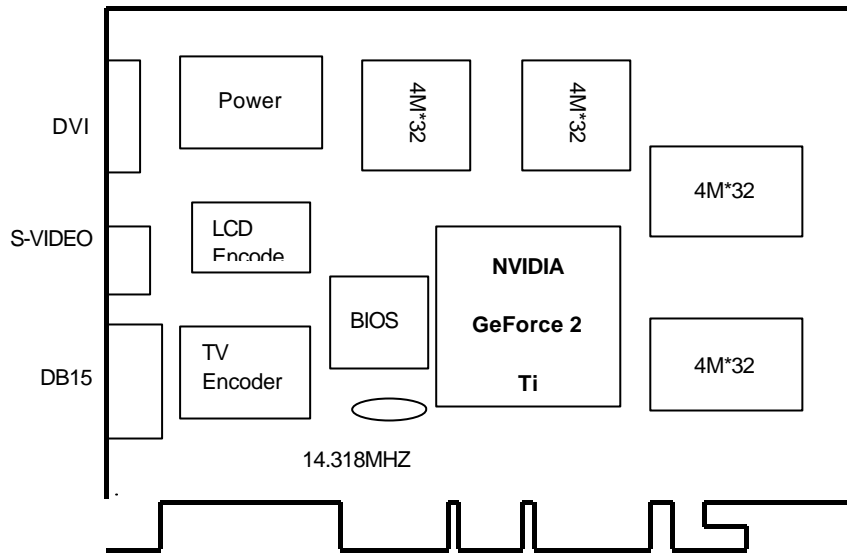 Power
4M*32
4M*32
DVI
4M*32
S-VIDEO
LCD
Encode
NVIDIA
GeForce 2
Ti
BIOS
TV
Encoder
DB15
4M*32
14.318MHZ